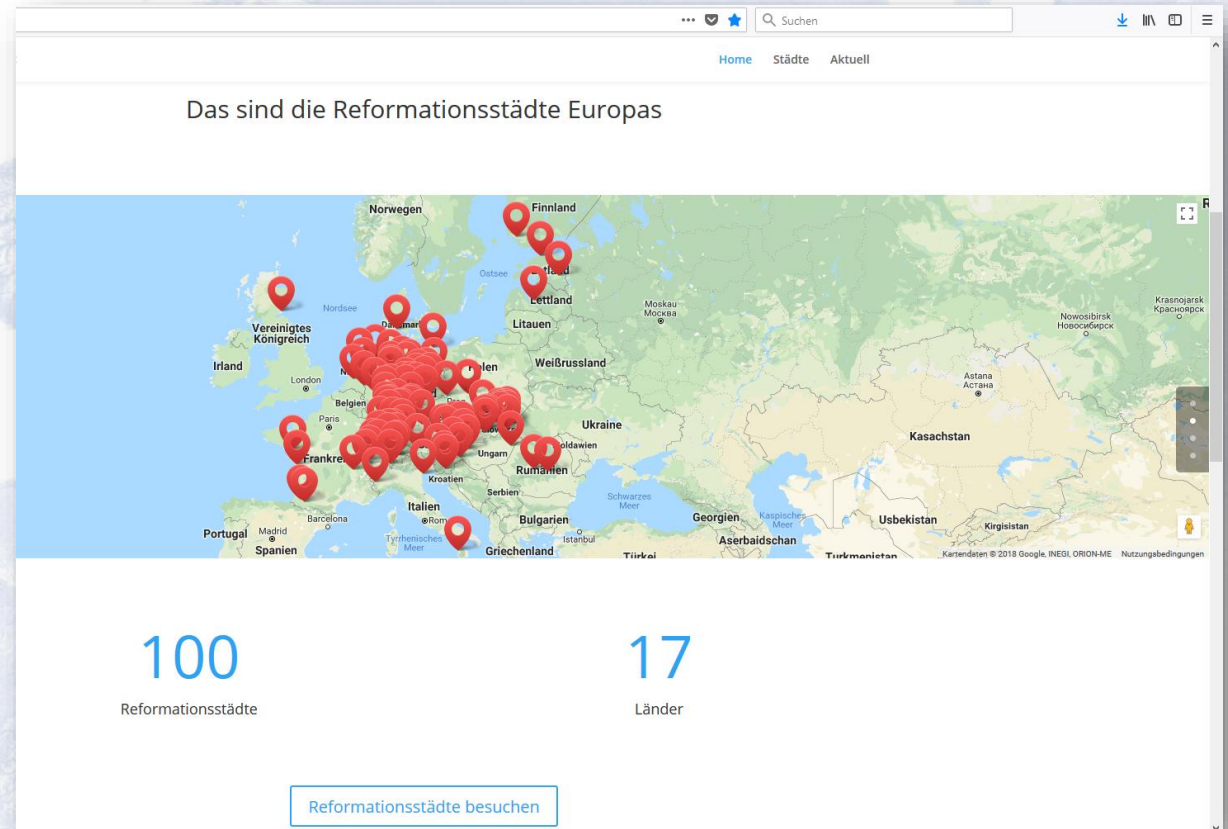 Suchen
Home Städte Aktuell
Das sind die Reformationsstädte Europas
Norwegen
Finnland
Ostsee
Lettland
Nordsee
Moskau
Москва
Krasnojarsk
Красноярск
Nowosibirsk
Новосибирск
Vereinigtes
Königreich
Litauen
Irland
Weißrussland
London
Astana
Астана
Belgien
Paris
Ukraine
Kasachstan
Ungarn
Rumänien
Kroatien
Serbien
Schwarzes
Meer
Italien
Rom
Barcelona
Bulgarien
Georgien
Kaspisches
Meer
Usbekistan
Kirgisistan
Portugal
Madrid
Spanien
Tyrrhenisches
Meer
Istanbul
Griechenland
Türkei
Aserbaidschan
Turkmenistan
Kartendaten © 2018 Google, INEGI, ORION-ME Nutzungsbedingungen
100
17
Reformationsstädte
Länder
Reformationsstädte besuchen